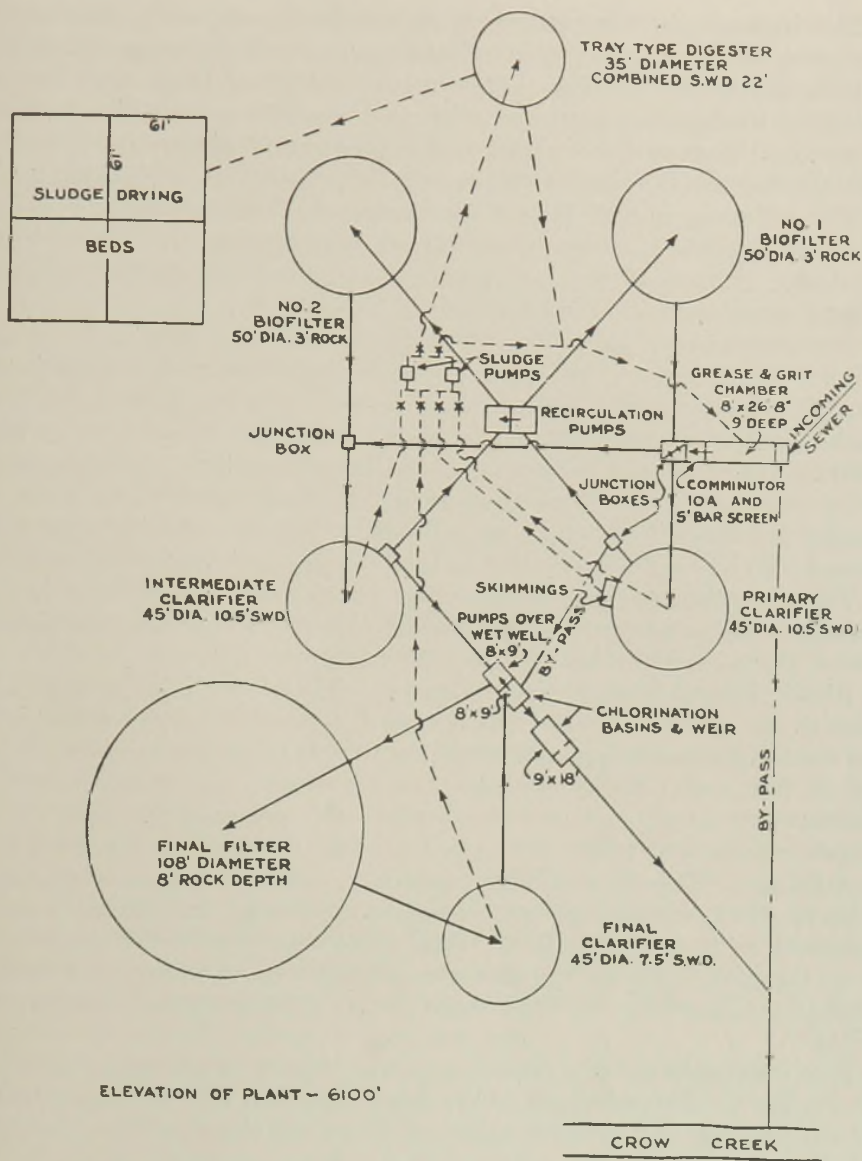 TRAY TYPE DIGESTER
35' DIAMETER
COMBINED S.W.D 22'
61'
61'
SLUDGE DRYING
BEDS
NO. 1
BIOFILTER
50' DIA. 3' ROCK
NO. 2
BIOFILTER
50' DIA. 3' ROCK
SLUDGE
PUMPS
GREASE & GRIT
CHAMBER
8' x 26'-8"
9' DEEP
INCOMING
SEWER
RECIRCULATION
PUMPS
JUNCTION
BOX
JUNCTION
BOXES
COMMINUTOR
10 A AND
5' BAR SCREEN
INTERMEDIATE
CLARIFIER
45' DIA. 10.5' SWD
SKIMMINGS
PRIMARY
CLARIFIER
45' DIA. 10.5' SWD
PUMPS OVER
WET WELL
8' x 9'
BY-PASS
8' x 9'
CHLORINATION
BASINS & WEIR
9' x 18'
BY-PASS
FINAL FILTER
108' DIAMETER
8' ROCK DEPTH
FINAL
CLARIFIER
45' DIA. 7.5' S.W.D.
ELEVATION OF PLANT ~ 6100'
CROW CREEK